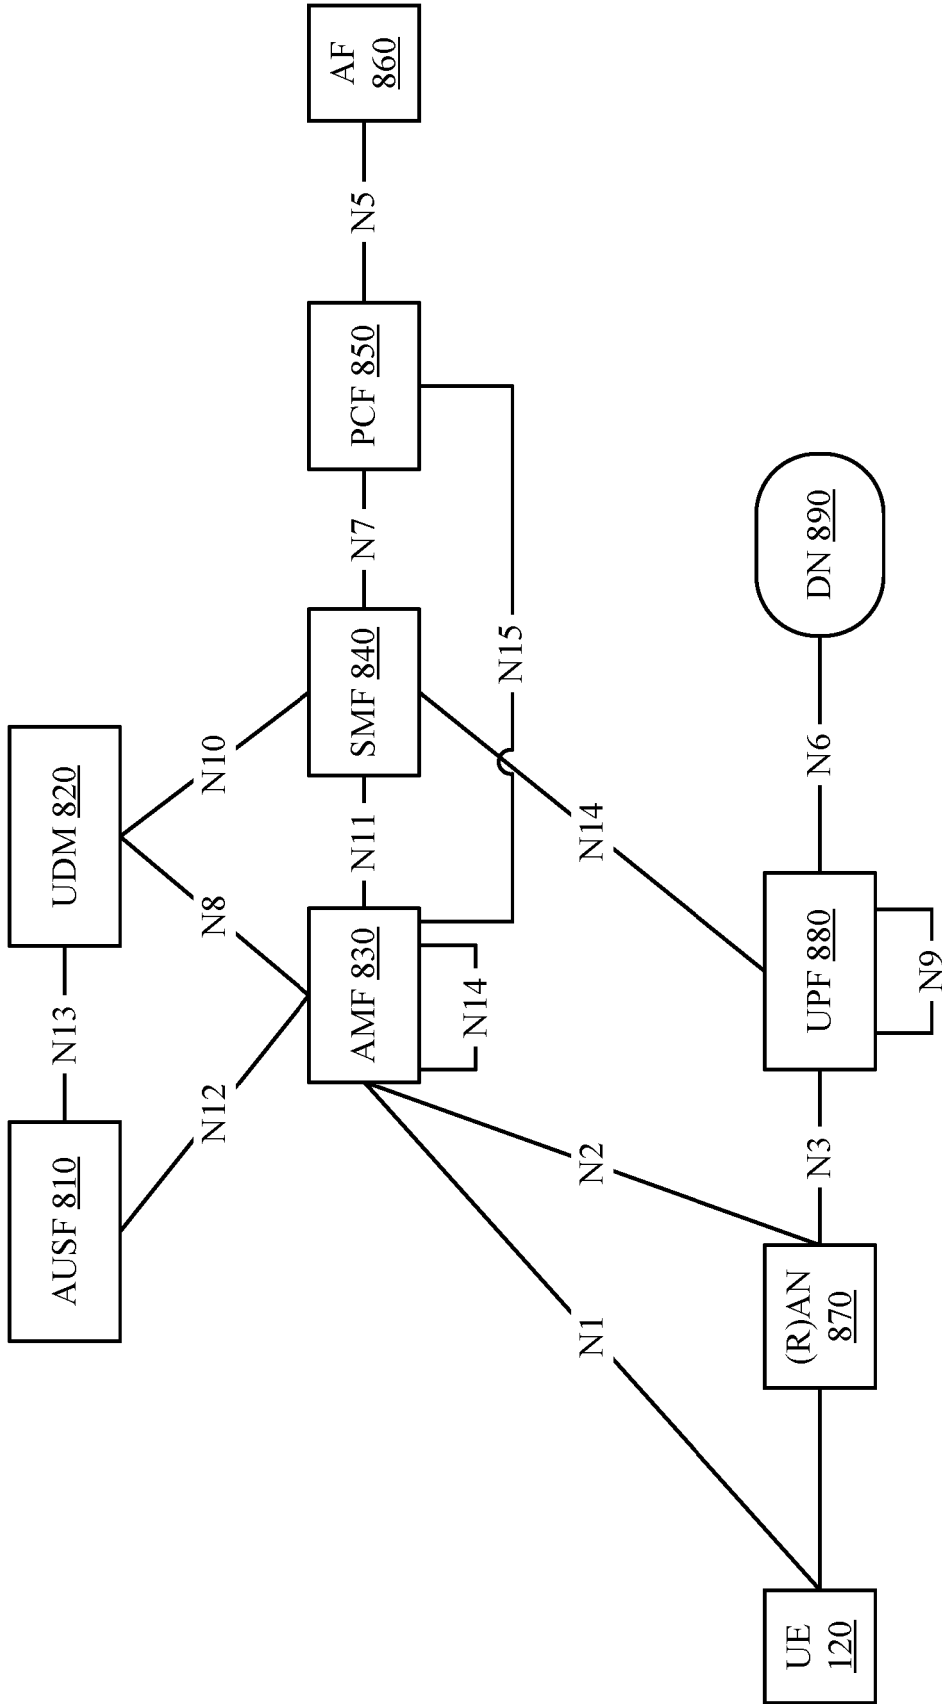 AUSF 810
N13
UDM 820
N12
N8
N10
AMF 830
N11
SMF 840
N7
PCF 850
N5
AF
860
N14
N15
N1
N2
N14
UE
120
(R)AN
870
N3
UPF 880
N6
DN 890
N9